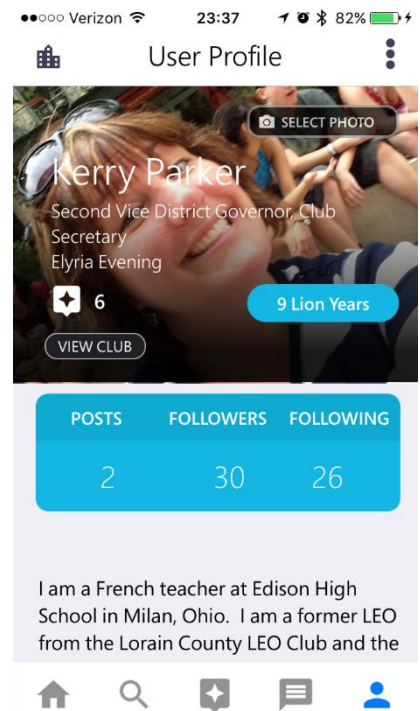 Verizon 23:37 82%
User Profile
SELECT PHOTO
Kerry Parker
Second Vice District Governor, Club
Secretary
Elyria Evening
6 9 Lion Years
VIEW CLUB
POSTS FOLLOWERS FOLLOWING
2 30 26
I am a French teacher at Edison High
School in Milan, Ohio. I am a former LEO
from the Lorain County LEO Club and the